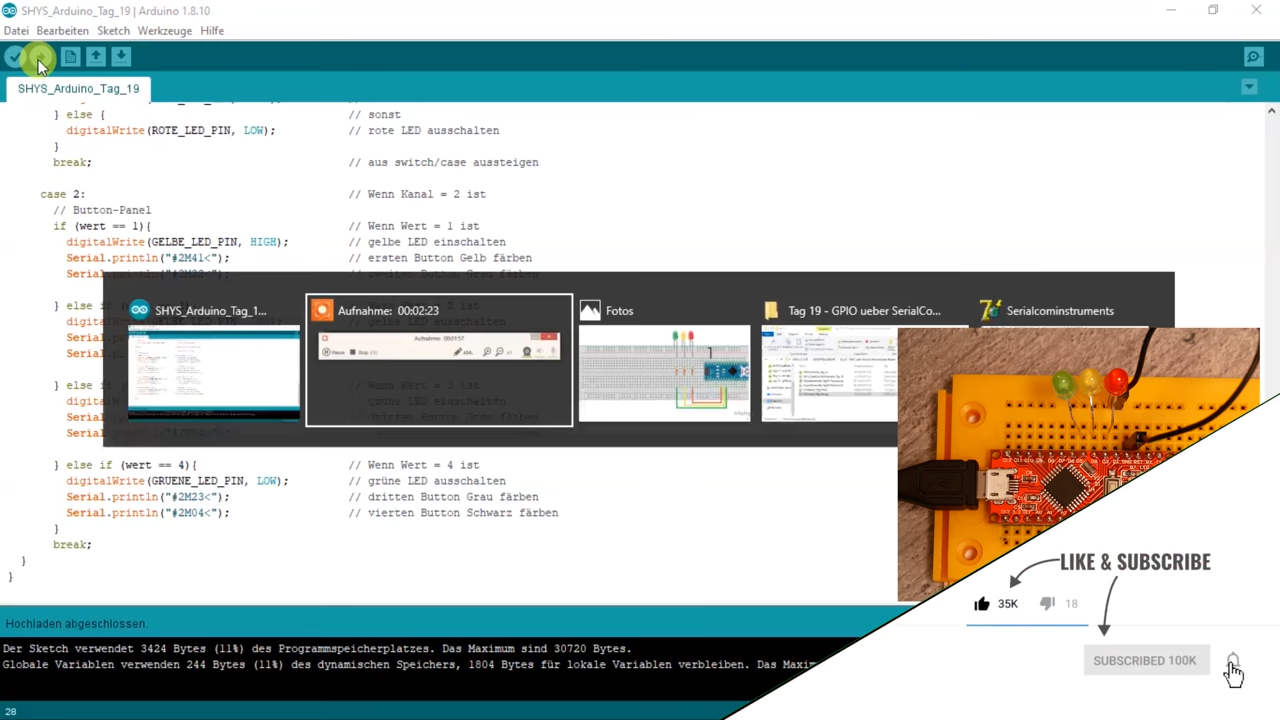 SHYS_Arduino_Tag_19 | Arduino 1.8.10
Datei Bearbeiten Sketch Werkzeuge Hilfe
SHYS_Arduino_Tag_19
} else { // sonst
digitalWrite(ROTE_LED_PIN, LOW); // rote LED ausschalten
}
break; // aus switch/case aussteigen
case 2: // Wenn Kanal = 2 ist
// Button-Panel
if (wert == 1){ // Wenn Wert = 1 ist
digitalWrite(GELBE_LED_PIN, HIGH); // gelbe LED einschalten
Serial.println("#2M41<"); // ersten Button Gelb färben
SHYS_Arduino_Tag_1...
Aufnahme: 00:02:23
Fotos
Tag 19 - GPIO ueber SerialCo...
Serialcominstruments
Aufnahme: 00:01:57
} else if (wert == 4){ // Wenn Wert = 4 ist
digitalWrite(GRUENE_LED_PIN, LOW); // grüne LED ausschalten
Serial.println("#2M23<"); // dritten Button Grau färben
Serial.println("#2M04<"); // vierten Button Schwarz färben
}
break;
}
}
LIKE & SUBSCRIBE
35K 18
SUBSCRIBED 100K
Hochladen abgeschlossen.
Der Sketch verwendet 3424 Bytes (11%) des Programmspeicherplatzes. Das Maximum sind 30720 Bytes.
Globale Variablen verwenden 244 Bytes (11%) des dynamischen Speichers, 1804 Bytes für lokale Variablen verbleiben. Das Maxim
28